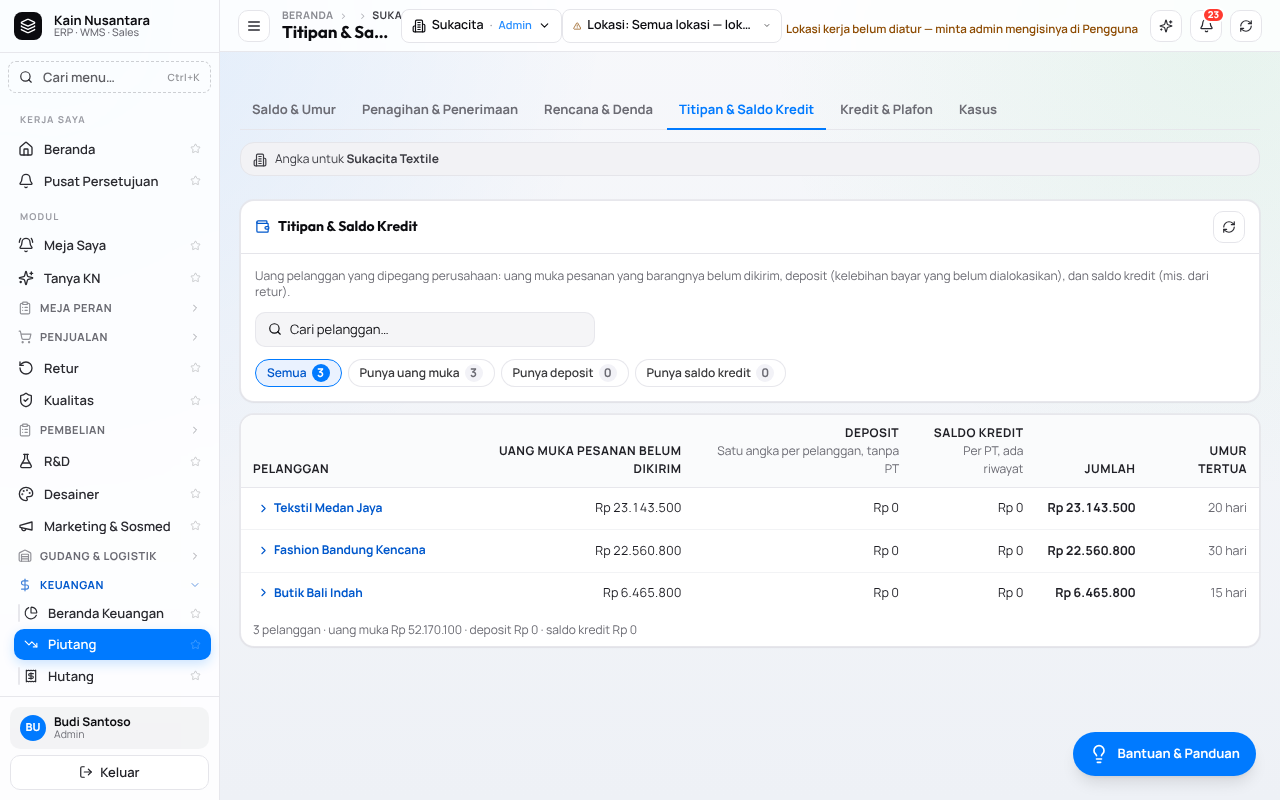 Kain Nusantara
ERP · WMS · Sales
Cari menu...
Ctrl+K
KERJA SAYA
Beranda
Pusat Persetujuan
MODUL
Meja Saya
Tanya KN
MEJA PERAN
PENJUALAN
Retur
Kualitas
PEMBELIAN
R&D
Desainer
Marketing & Sosmed
GUDANG & LOGISTIK
KEUANGAN
Beranda Keuangan
Piutang
Hutang
BU
Budi Santoso
Admin
Keluar
BERANDA › › SUKA
Titipan & Sa...
Sukacita · Admin
Lokasi: Semua lokasi — lok...
Lokasi kerja belum diatur — minta admin mengisinya di Pengguna
23
Saldo & Umur
Penagihan & Penerimaan
Rencana & Denda
Titipan & Saldo Kredit
Kredit & Plafon
Kasus
Angka untuk Sukacita Textile
Titipan & Saldo Kredit
Uang pelanggan yang dipegang perusahaan: uang muka pesanan yang barangnya belum dikirim, deposit (kelebihan bayar yang belum dialokasikan), dan saldo kredit (mis. dari
retur).
Cari pelanggan...
Semua 3
Punya uang muka 3
Punya deposit 0
Punya saldo kredit 0
PELANGGAN
UANG MUKA PESANAN BELUM
DIKIRIM
DEPOSIT
Satu angka per pelanggan, tanpa
PT
SALDO KREDIT
Per PT, ada
riwayat
JUMLAH
UMUR
TERTUA
Tekstil Medan Jaya Rp 23.143.500 Rp 0 Rp 0 Rp 23.143.500 20 hari
Fashion Bandung Kencana Rp 22.560.800 Rp 0 Rp 0 Rp 22.560.800 30 hari
Butik Bali Indah Rp 6.465.800 Rp 0 Rp 0 Rp 6.465.800 15 hari
3 pelanggan · uang muka Rp 52.170.100 · deposit Rp 0 · saldo kredit Rp 0
Bantuan & Panduan